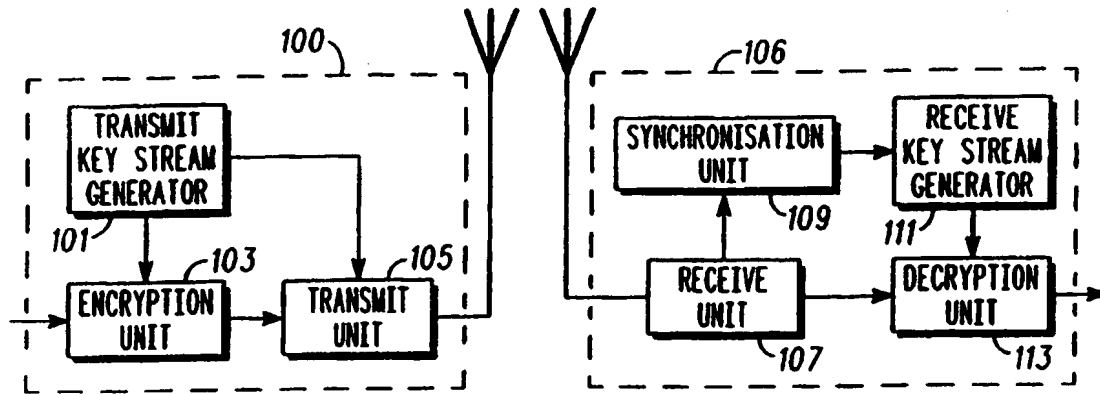 100
TRANSMIT
KEY STREAM
GENERATOR
101
ENCRYPTION
UNIT
103
TRANSMIT
UNIT
105
106
SYNCHRONISATION
UNIT
109
RECEIVE
KEY STREAM
GENERATOR
111
RECEIVE
UNIT
107
DECRYPTION
UNIT
113